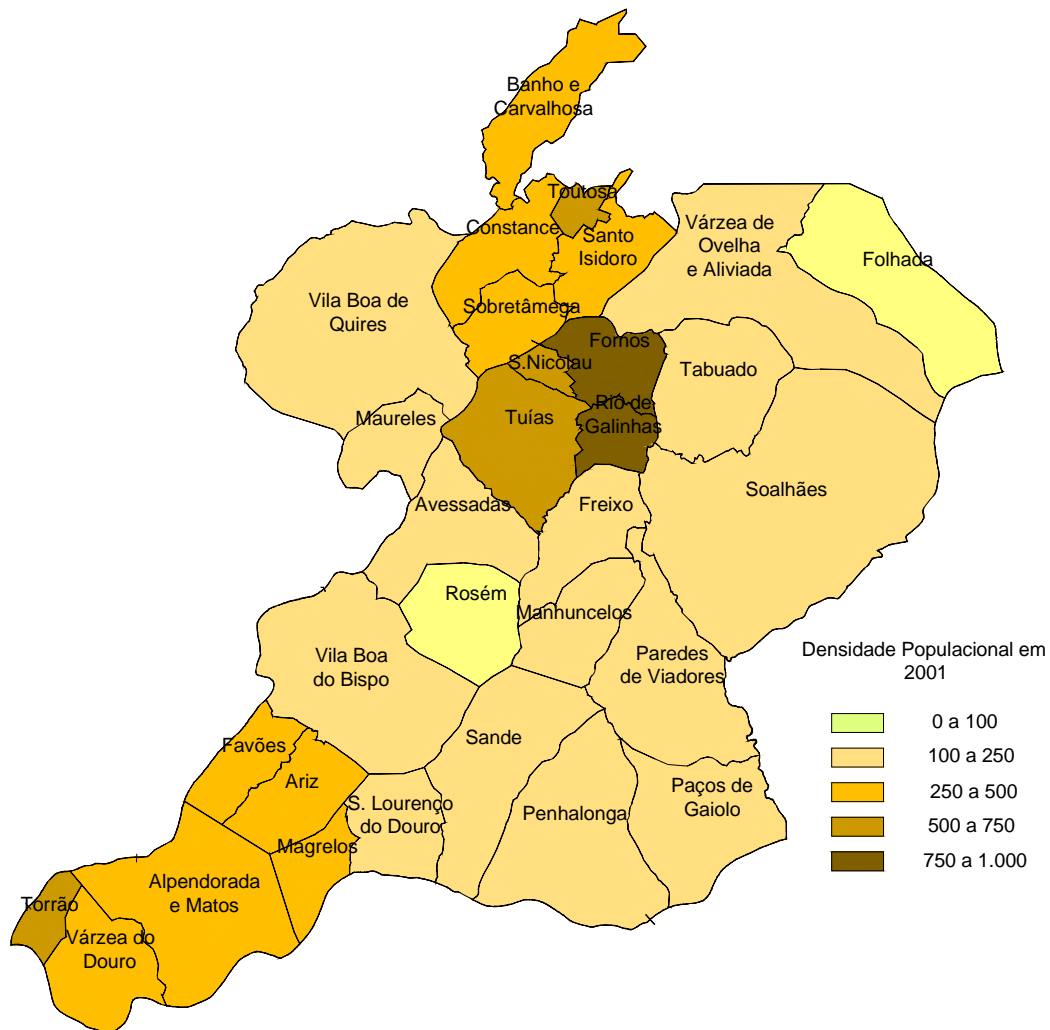 Banho e
Carvalhosa
Toutosa
Constance
Santo
Isidoro
Várzea de
Ovelha
e Aliviada
Folhada
Vila Boa de
Quires
Sobretâmega
Fornos
S.Nicolau
Tabuado
Rio de
Galinhas
Maureles
Tuías
Soalhães
Avessadas
Freixo
Rosém
Manhuncelos
Vila Boa
do Bispo
Paredes
de Viadores
Densidade Populacional em
2001
0 a 100
100 a 250
250 a 500
500 a 750
750 a 1.000
Favões
Sande
Ariz
Paços de
Gaiolo
S. Lourenço
do Douro
Penhalonga
Magrelos
Alpendorada
e Matos
Torrão
Várzea do
Douro